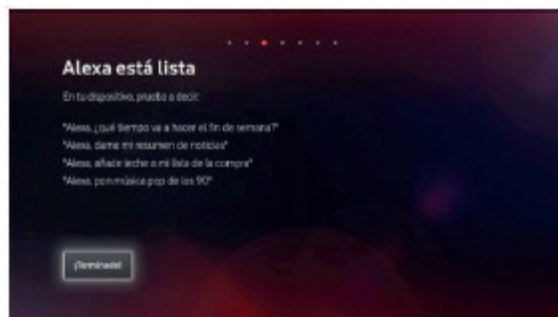 Alexa está lista
En tu dispositivo, prueba a decir:
"Alexa, ¿qué tiempo va a hacer el fin de semana?"
"Alexa, dame mi resumen de noticias"
"Alexa, añade leche a mi lista de la compra"
"Alexa, pon música pop de los 90"
¡Terminado!